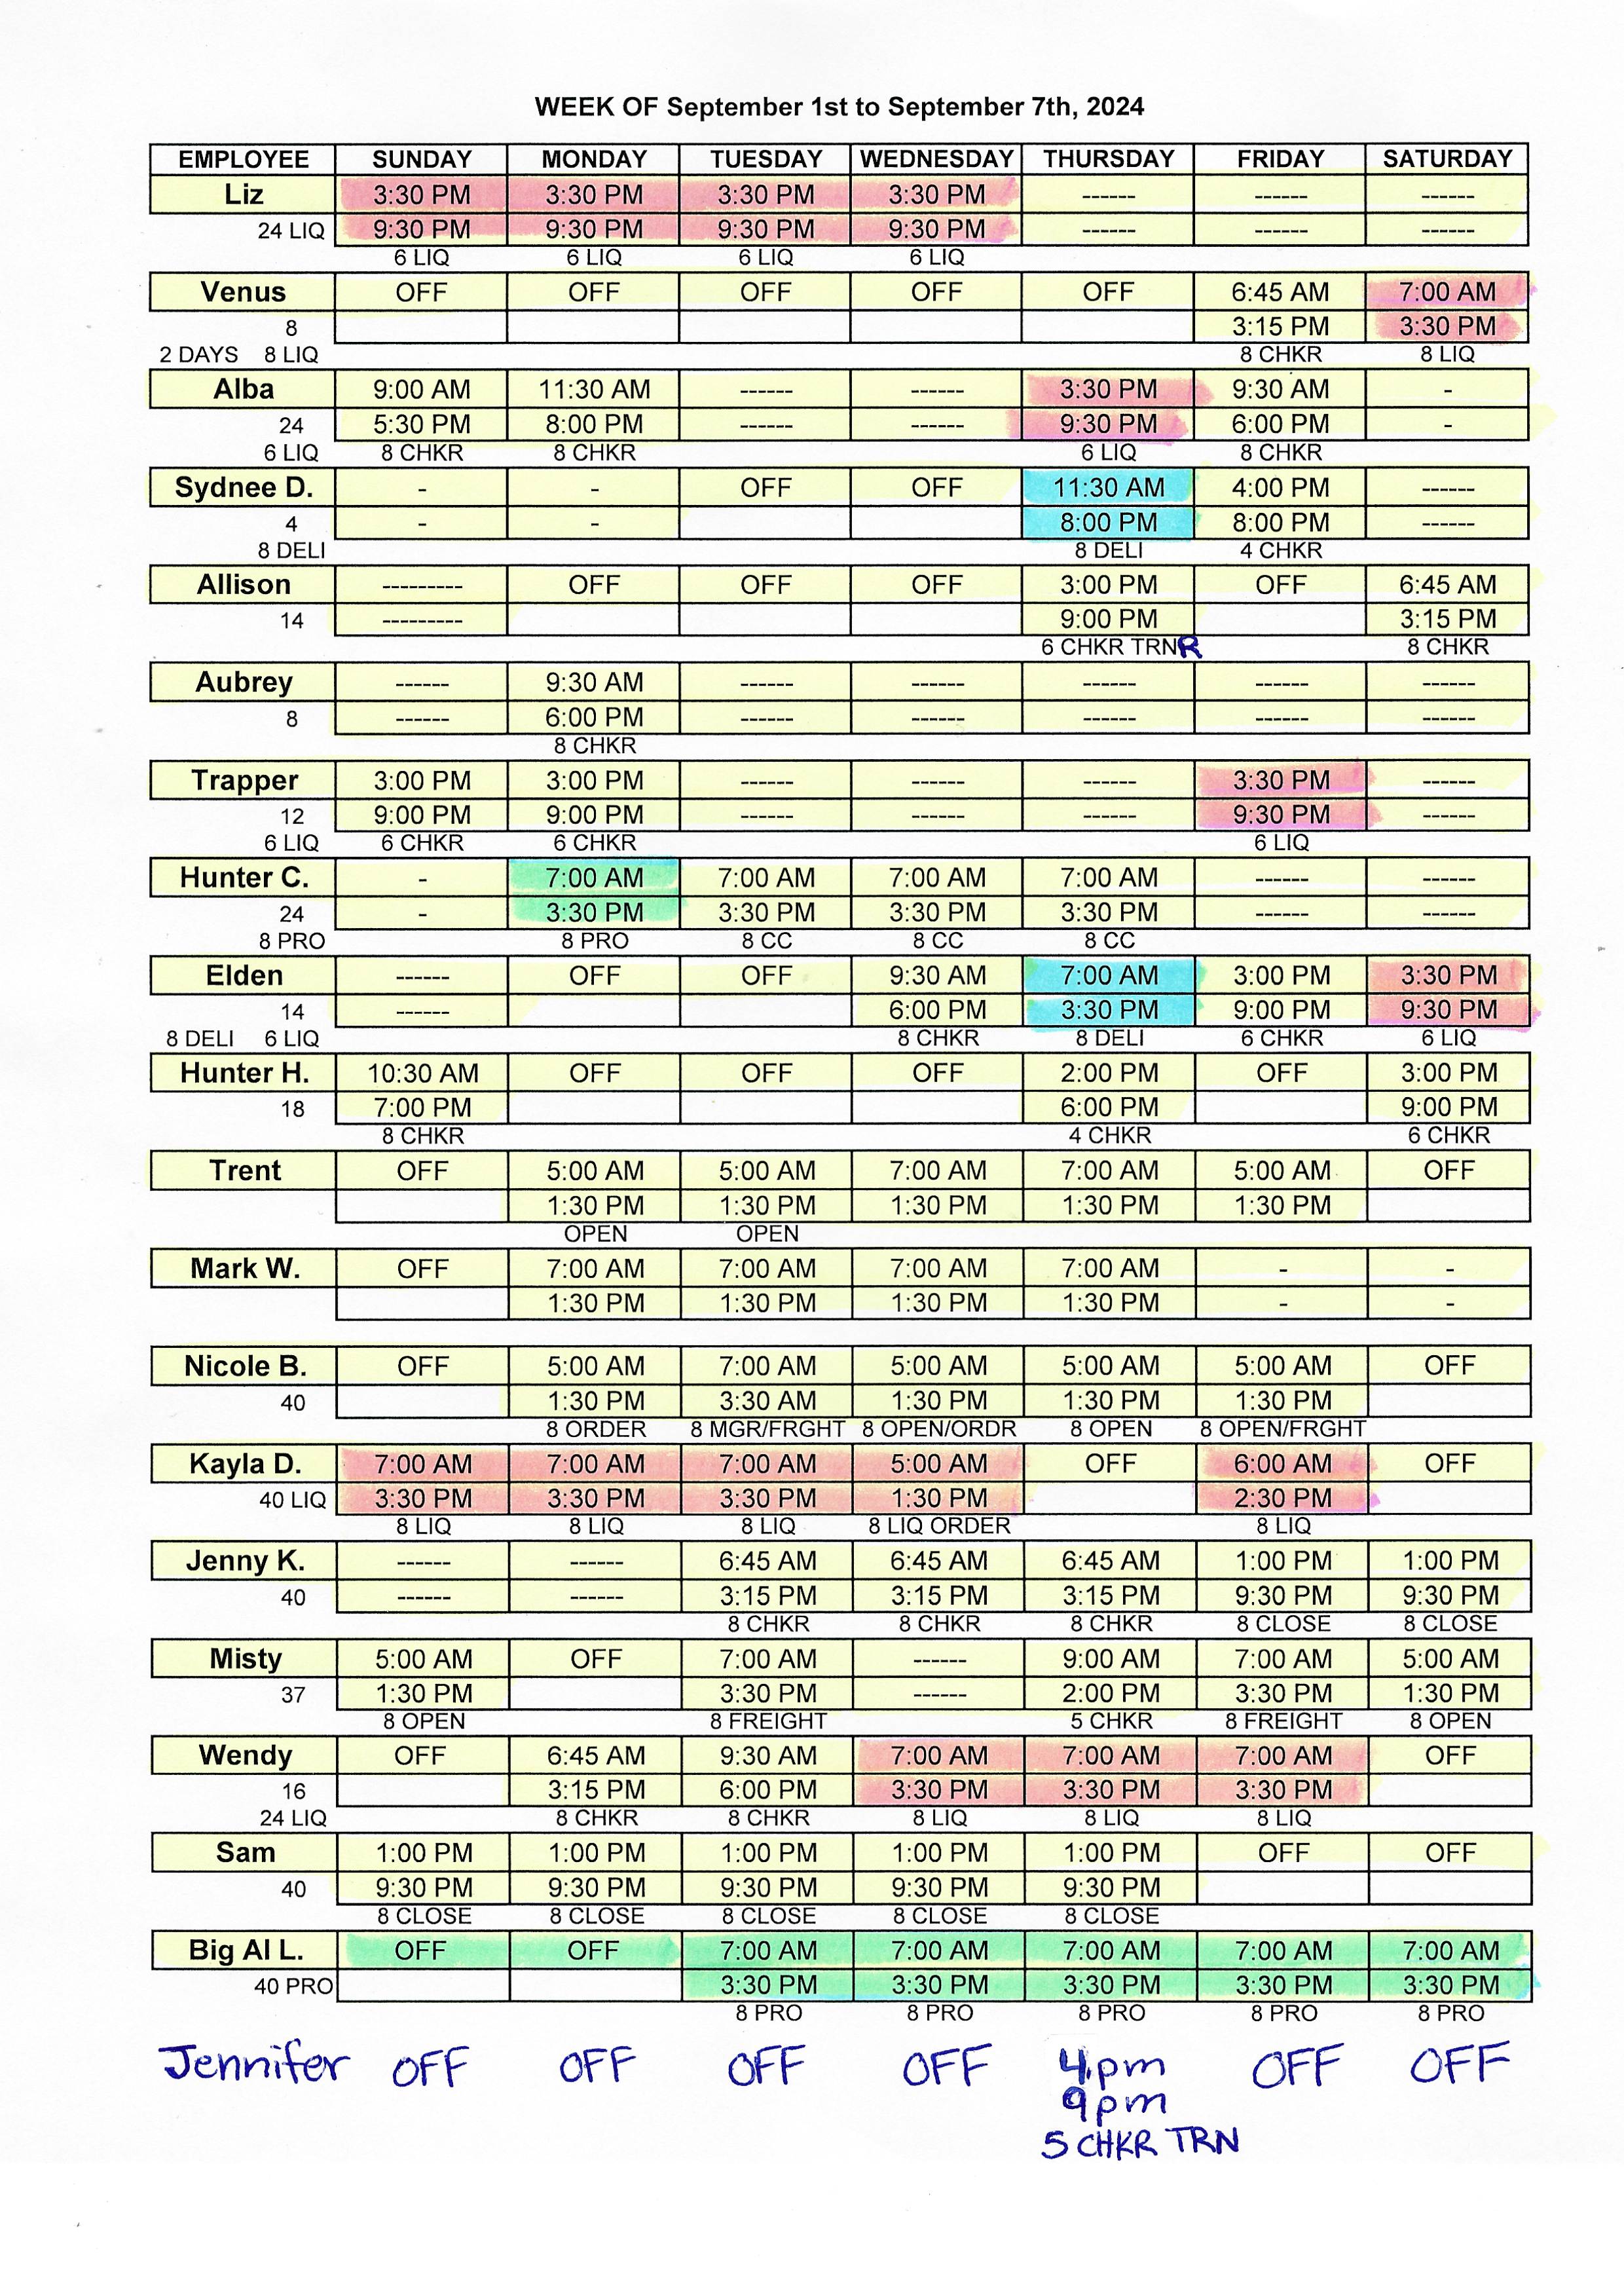 WEEK OF September 1st to September 7th, 2024
EMPLOYEE SUNDAY MONDAY TUESDAY WEDNESDAY THURSDAY FRIDAY SATURDAY
Liz 3:30 PM 3:30 PM 3:30 PM 3:30 PM ------ ------ ------
24 LIQ 9:30 PM 9:30 PM 9:30 PM 9:30 PM ------ ------ ------
6 LIQ 6 LIQ 6 LIQ 6 LIQ
Venus OFF OFF OFF OFF OFF 6:45 AM 7:00 AM
8 3:15 PM 3:30 PM
2 DAYS 8 LIQ 8 CHKR 8 LIQ
Alba 9:00 AM 11:30 AM ------ ------ 3:30 PM 9:30 AM -
24 5:30 PM 8:00 PM ------ ------ 9:30 PM 6:00 PM -
6 LIQ 8 CHKR 8 CHKR 6 LIQ 8 CHKR
Sydnee D. - - OFF OFF 11:30 AM 4:00 PM ------
4 - - 8:00 PM 8:00 PM ------
8 DELI 8 DELI 4 CHKR
Allison --------- OFF OFF OFF 3:00 PM OFF 6:45 AM
14 --------- 9:00 PM 3:15 PM
6 CHKR TRNR 8 CHKR
Aubrey ------ 9:30 AM ------ ------ ------ ------ ------
8 ------ 6:00 PM ------ ------ ------ ------ ------
8 CHKR
Trapper 3:00 PM 3:00 PM ------ ------ ------ 3:30 PM ------
12 9:00 PM 9:00 PM ------ ------ ------ 9:30 PM ------
6 LIQ 6 CHKR 6 CHKR 6 LIQ
Hunter C. - 7:00 AM 7:00 AM 7:00 AM 7:00 AM ------ ------
24 - 3:30 PM 3:30 PM 3:30 PM 3:30 PM ------ ------
8 PRO 8 PRO 8 CC 8 CC 8 CC
Elden ------ OFF OFF 9:30 AM 7:00 AM 3:00 PM 3:30 PM
14 ------ 6:00 PM 3:30 PM 9:00 PM 9:30 PM
8 DELI 6 LIQ 8 CHKR 8 DELI 6 CHKR 6 LIQ
Hunter H. 10:30 AM OFF OFF OFF 2:00 PM OFF 3:00 PM
18 7:00 PM 6:00 PM 9:00 PM
8 CHKR 4 CHKR 6 CHKR
Trent OFF 5:00 AM 5:00 AM 7:00 AM 7:00 AM 5:00 AM OFF
1:30 PM 1:30 PM 1:30 PM 1:30 PM 1:30 PM
OPEN OPEN
Mark W. OFF 7:00 AM 7:00 AM 7:00 AM 7:00 AM - -
1:30 PM 1:30 PM 1:30 PM 1:30 PM - -
Nicole B. OFF 5:00 AM 7:00 AM 5:00 AM 5:00 AM 5:00 AM OFF
40 1:30 PM 3:30 AM 1:30 PM 1:30 PM 1:30 PM
8 ORDER 8 MGR/FRGHT 8 OPEN/ORDR 8 OPEN 8 OPEN/FRGHT
Kayla D. 7:00 AM 7:00 AM 7:00 AM 5:00 AM OFF 6:00 AM OFF
40 LIQ 3:30 PM 3:30 PM 3:30 PM 1:30 PM 2:30 PM
8 LIQ 8 LIQ 8 LIQ 8 LIQ ORDER 8 LIQ
Jenny K. ------ ------ 6:45 AM 6:45 AM 6:45 AM 1:00 PM 1:00 PM
40 ------ ------ 3:15 PM 3:15 PM 3:15 PM 9:30 PM 9:30 PM
8 CHKR 8 CHKR 8 CHKR 8 CLOSE 8 CLOSE
Misty 5:00 AM OFF 7:00 AM ------ 9:00 AM 7:00 AM 5:00 AM
37 1:30 PM 3:30 PM ------ 2:00 PM 3:30 PM 1:30 PM
8 OPEN 8 FREIGHT 5 CHKR 8 FREIGHT 8 OPEN
Wendy OFF 6:45 AM 9:30 AM 7:00 AM 7:00 AM 7:00 AM OFF
16 3:15 PM 6:00 PM 3:30 PM 3:30 PM 3:30 PM
24 LIQ 8 CHKR 8 CHKR 8 LIQ 8 LIQ 8 LIQ
Sam 1:00 PM 1:00 PM 1:00 PM 1:00 PM 1:00 PM OFF OFF
40 9:30 PM 9:30 PM 9:30 PM 9:30 PM 9:30 PM
8 CLOSE 8 CLOSE 8 CLOSE 8 CLOSE 8 CLOSE
Big Al L. OFF OFF 7:00 AM 7:00 AM 7:00 AM 7:00 AM 7:00 AM
40 PRO 3:30 PM 3:30 PM 3:30 PM 3:30 PM 3:30 PM
8 PRO 8 PRO 8 PRO 8 PRO 8 PRO
Jennifer OFF OFF OFF OFF 4pm OFF OFF
9pm
5 CHKR TRN